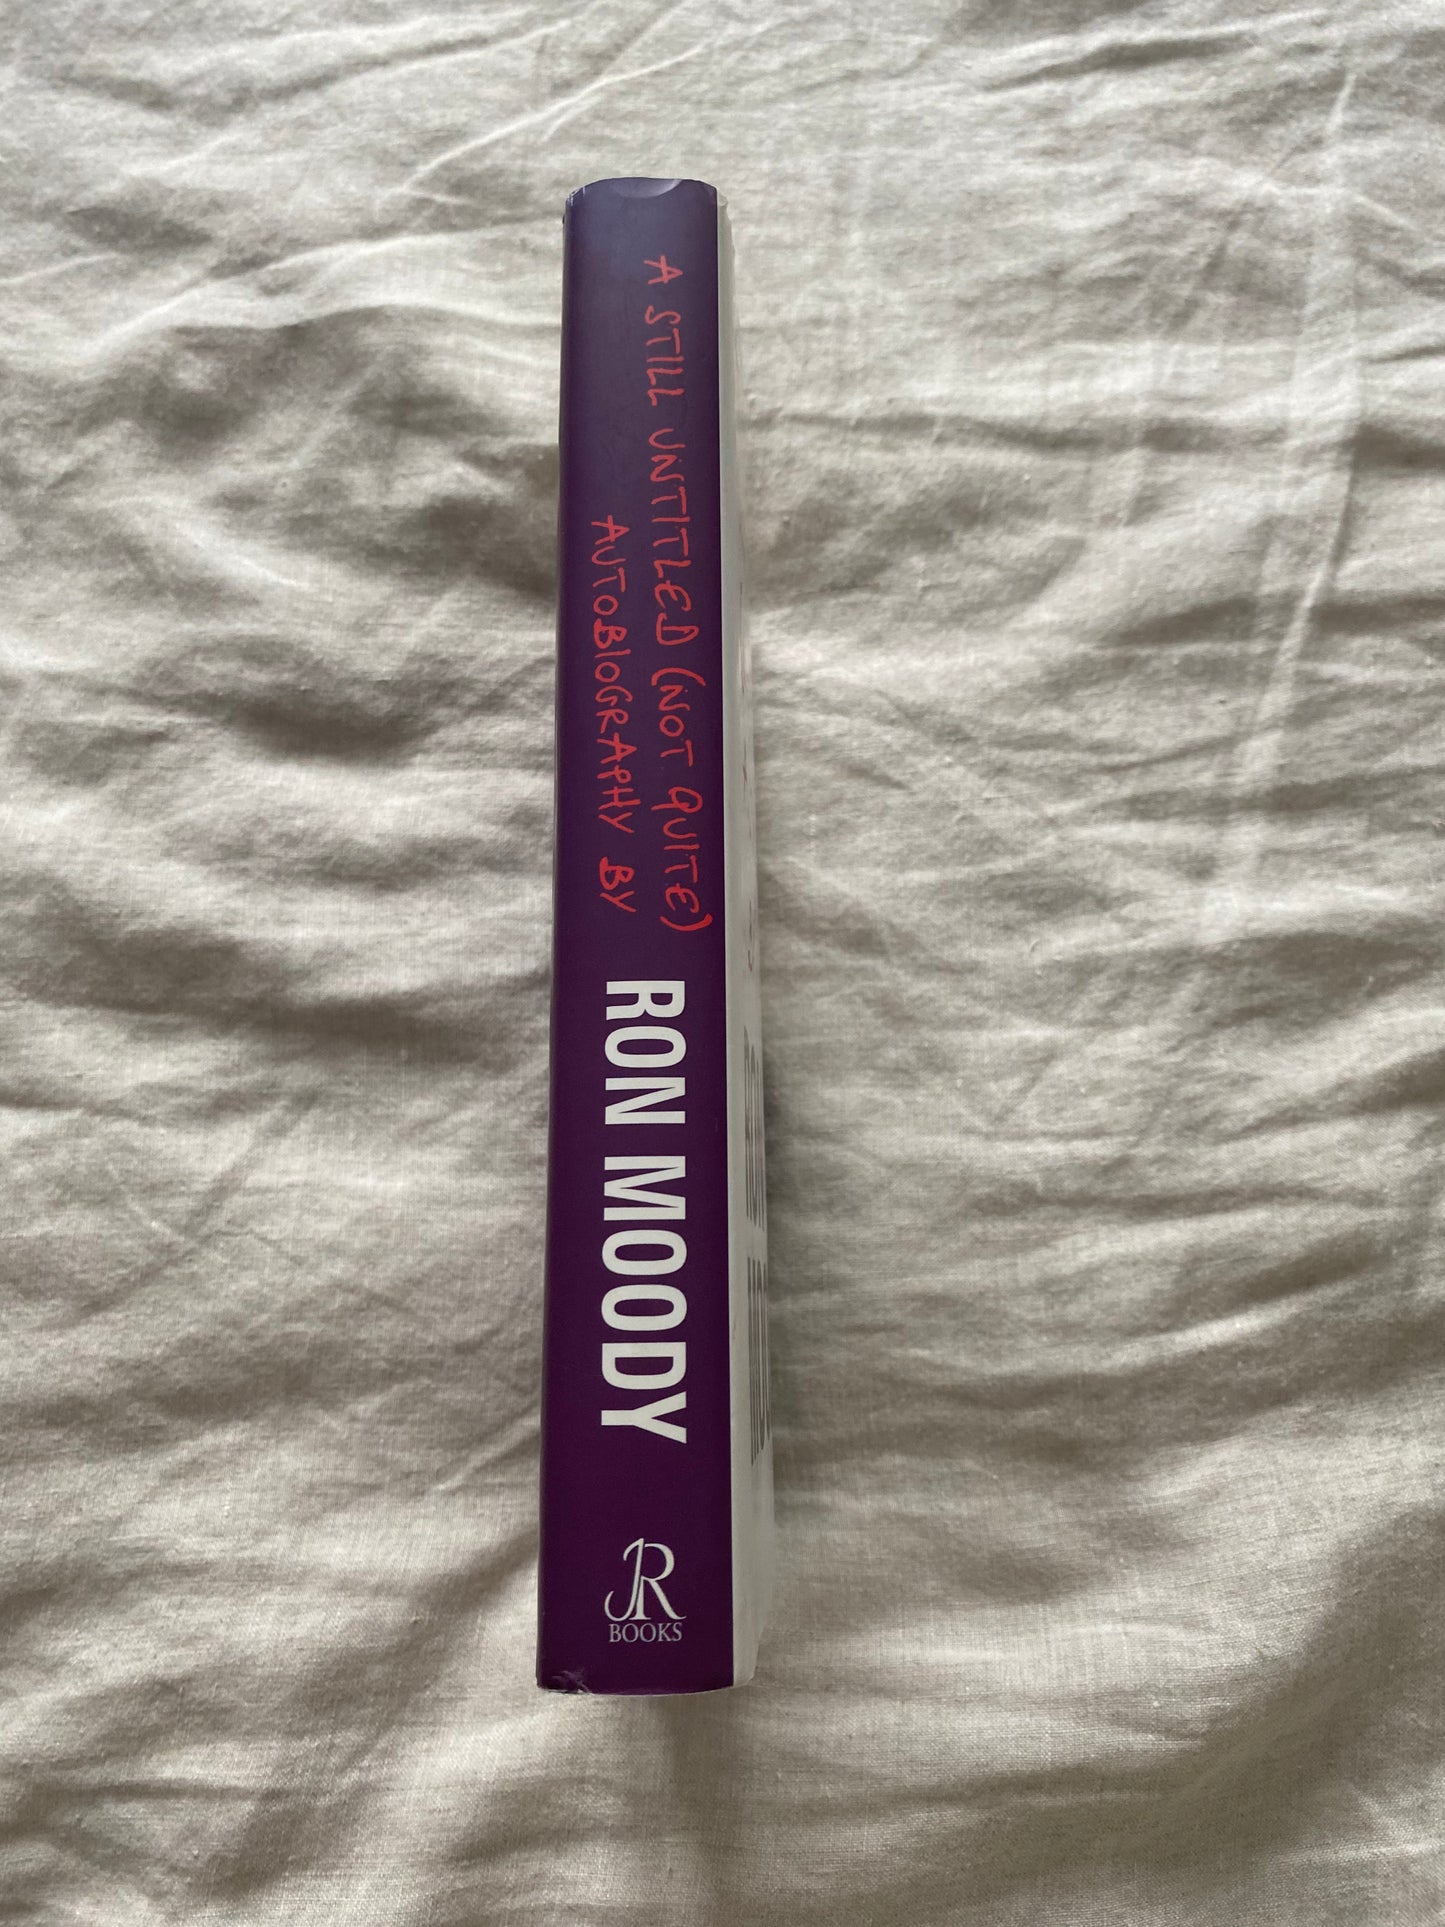 A STILL UNTITLED (NOT QUITE)
AUTOBIOGRAPHY BY
RON MOODY
JR
BOOKS